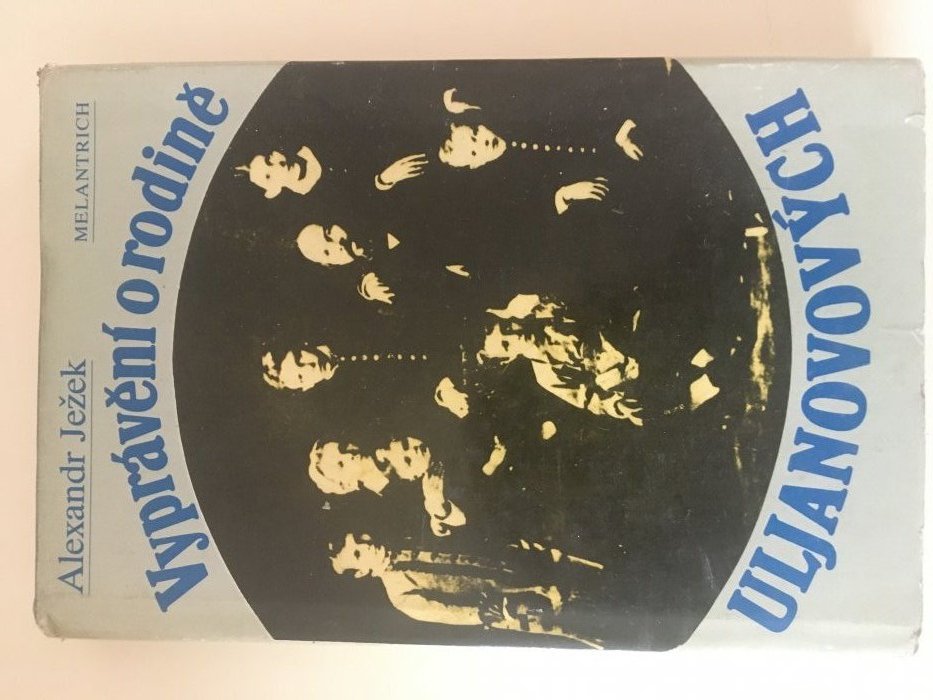 Alexandr Ježek MELANTRICH
Vyprávění o rodině
ULJANOVOVÝCH